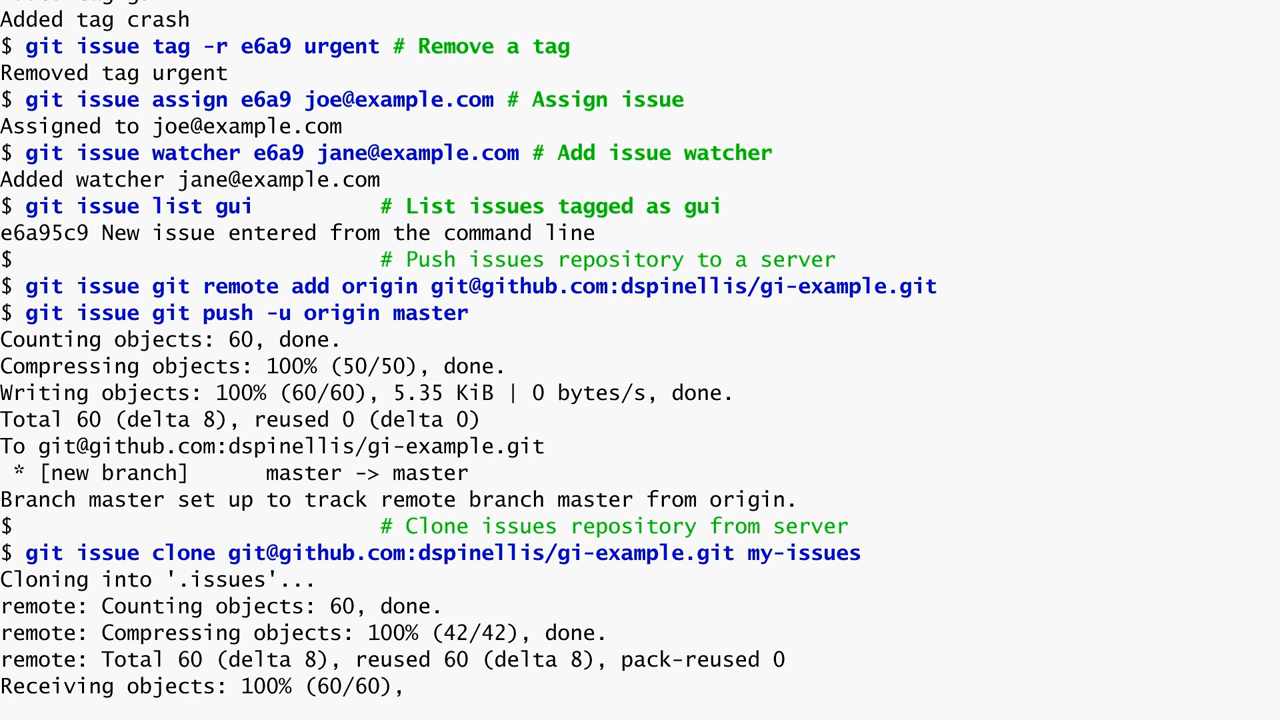 Added tag crash
$ git issue tag -r e6a9 urgent # Remove a tag
Removed tag urgent
$ git issue assign e6a9 joe@example.com # Assign issue
Assigned to joe@example.com
$ git issue watcher e6a9 jane@example.com # Add issue watcher
Added watcher jane@example.com
$ git issue list gui          # List issues tagged as gui
e6a95c9 New issue entered from the command line
$                             # Push issues repository to a server
$ git issue git remote add origin git@github.com:dspinellis/gi-example.git
$ git issue git push -u origin master
Counting objects: 60, done.
Compressing objects: 100% (50/50), done.
Writing objects: 100% (60/60), 5.35 KiB | 0 bytes/s, done.
Total 60 (delta 8), reused 0 (delta 0)
To git@github.com:dspinellis/gi-example.git
 * [new branch]      master -> master
Branch master set up to track remote branch master from origin.
$                             # Clone issues repository from server
$ git issue clone git@github.com:dspinellis/gi-example.git my-issues
Cloning into '.issues'...
remote: Counting objects: 60, done.
remote: Compressing objects: 100% (42/42), done.
remote: Total 60 (delta 8), reused 60 (delta 8), pack-reused 0
Receiving objects: 100% (60/60),